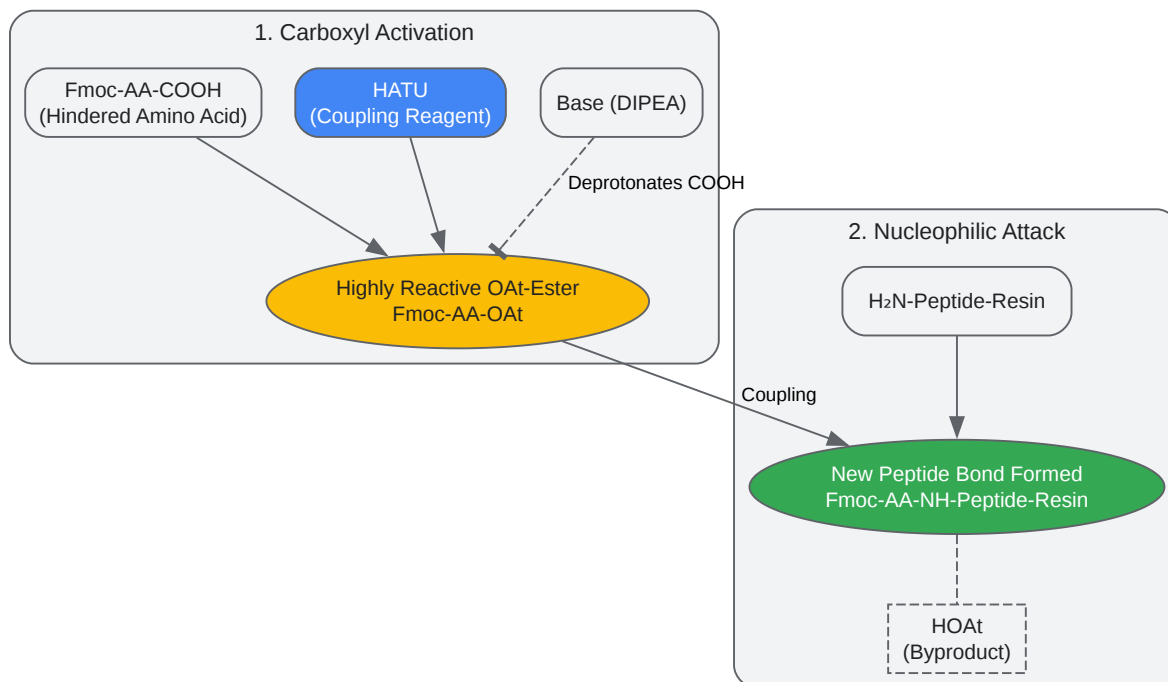 1. Carboxyl Activation
Fmoc-AA-COOH
(Hindered Amino Acid)
HATU
(Coupling Reagent)
Base (DIPEA)
Deprotonates COOH
Highly Reactive OAt-Ester
Fmoc-AA-OAt
2. Nucleophilic Attack
H₂N-Peptide-Resin
Coupling
New Peptide Bond Formed
Fmoc-AA-NH-Peptide-Resin
HOAt
(Byproduct)